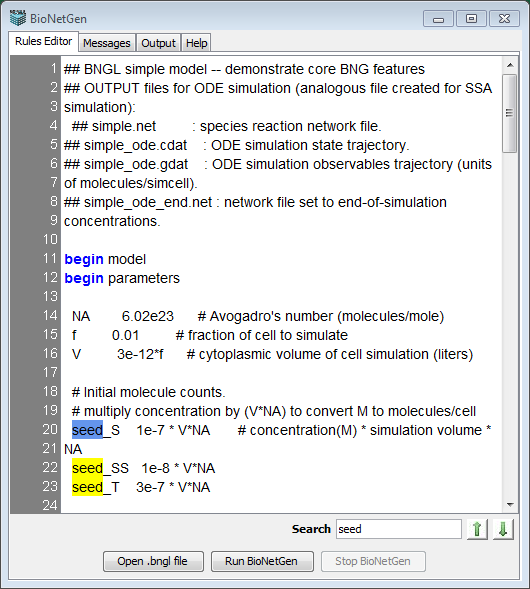 BioNetGen
Rules Editor Messages Output Help
1 ## BNGL simple model -- demonstrate core BNG features
2 ## OUTPUT files for ODE simulation (analogous file created for SSA
3 simulation):
4 ## simple.net : species reaction network file.
5 ## simple_ode.cdat : ODE simulation state trajectory.
6 ## simple_ode.gdat : ODE simulation observables trajectory (units
7 of molecules/simcell).
8 ## simple_ode_end.net : network file set to end-of-simulation
9 concentrations.
10
11 begin model
12 begin parameters
13
14 NA 6.02e23 # Avogadro's number (molecules/mole)
15 f 0.01 # fraction of cell to simulate
16 V 3e-12*f # cytoplasmic volume of cell simulation (liters)
17
18 # Initial molecule counts.
19 # multiply concentration by (V*NA) to convert M to molecules/cell
20 seed_S 1e-7 * V*NA # concentration(M) * simulation volume *
21 NA
22 seed_SS 1e-8 * V*NA
23 seed_T 3e-7 * V*NA
24
Search seed
Open .bngl file Run BioNetGen Stop BioNetGen